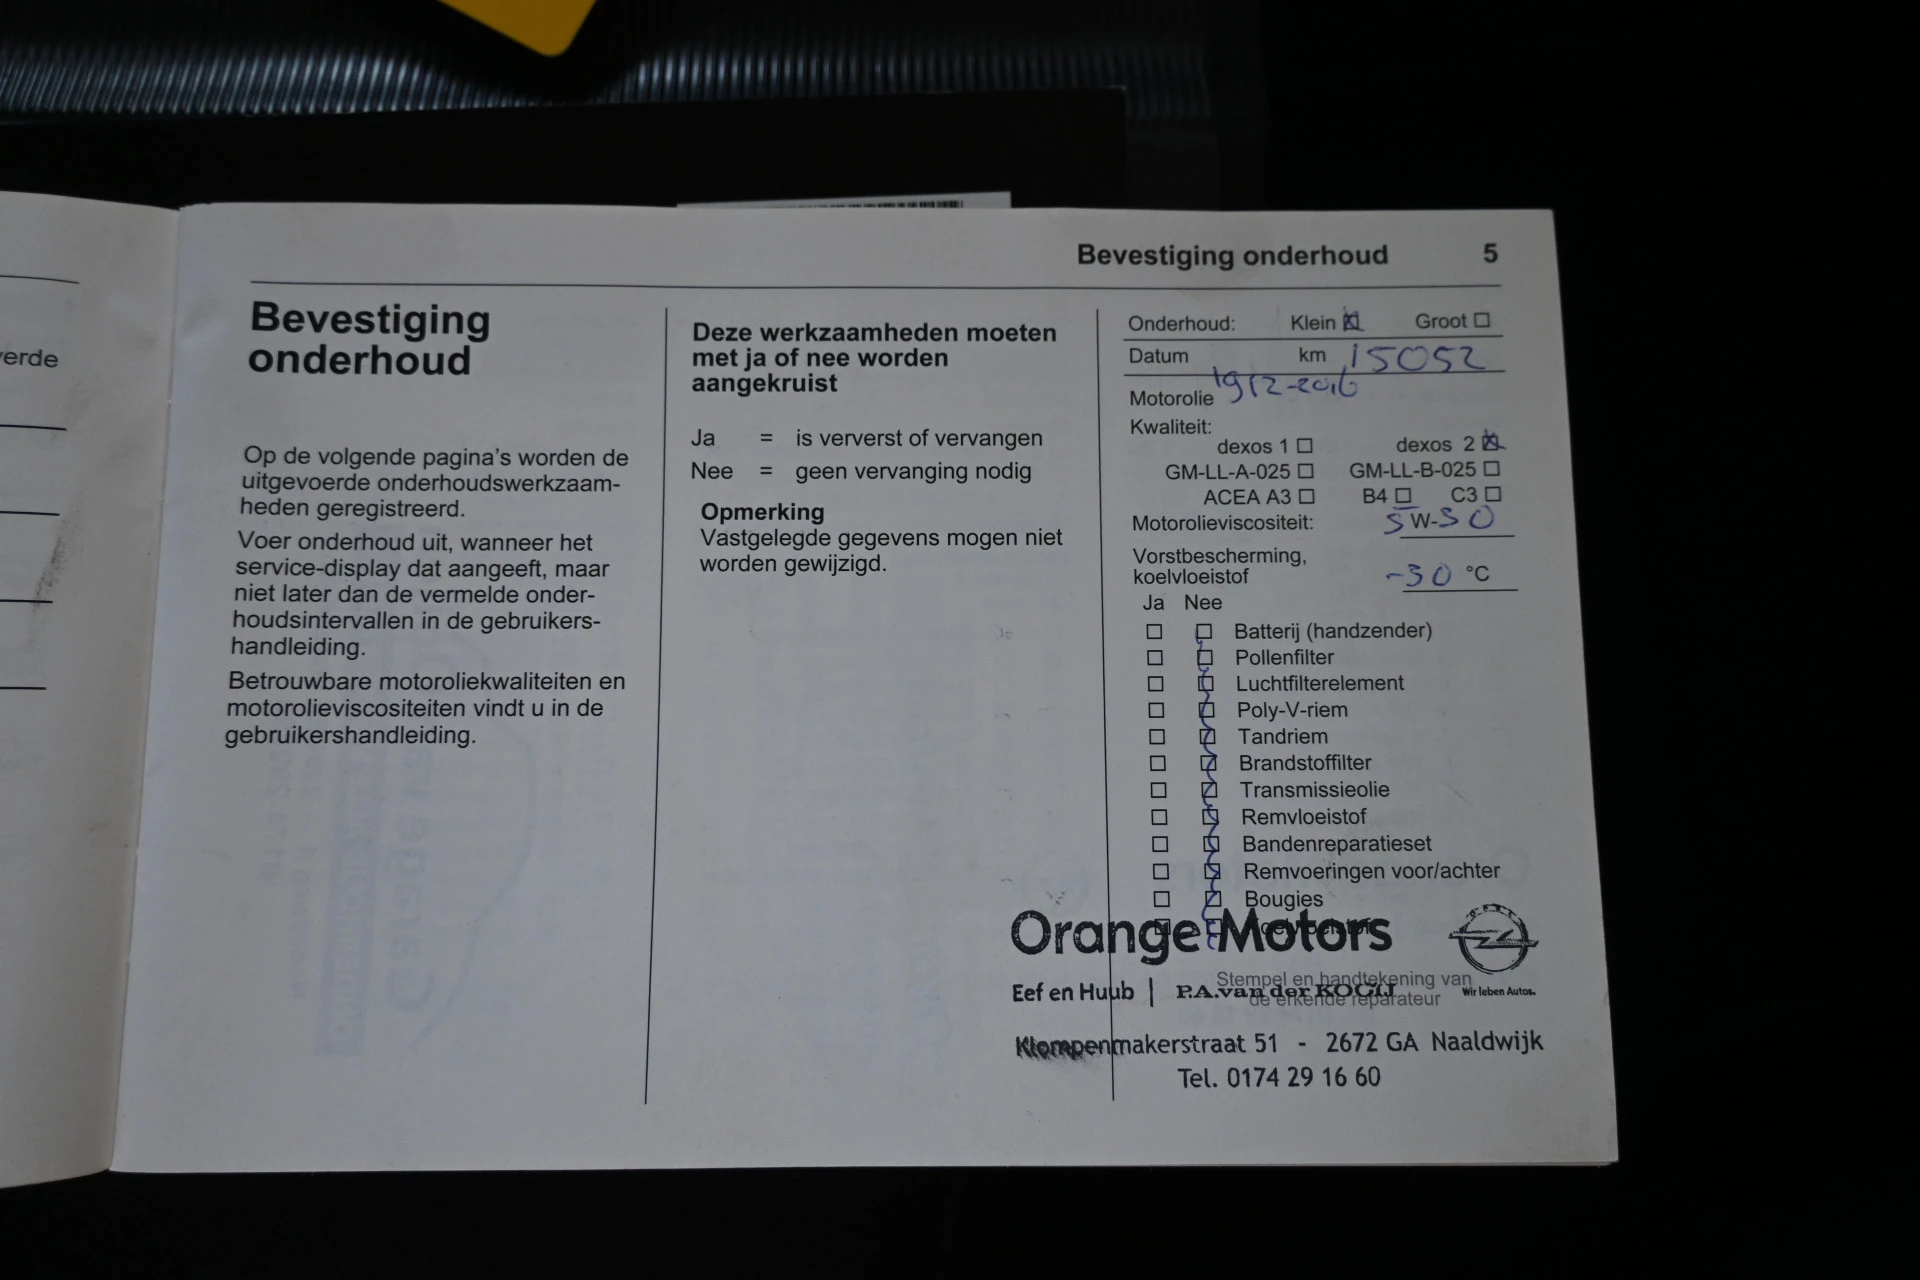 Bevestiging onderhoud 5
Bevestiging
onderhoud
Op de volgende pagina's worden de
uitgevoerde onderhoudswerkzaam-
heden geregistreerd.
Voer onderhoud uit, wanneer het
service-display dat aangeeft, maar
niet later dan de vermelde onder-
houdsintervallen in de gebruikers-
handleiding.
Betrouwbare motoroliekwaliteiten en
motorolieviscositeiten vindt u in de
gebruikershandleiding.
Deze werkzaamheden moeten
met ja of nee worden
aangekruist
Ja = is ververst of vervangen
Nee = geen vervanging nodig
Opmerking
Vastgelegde gegevens mogen niet
worden gewijzigd.
Onderhoud: Klein Groot
Datum km 15052
Motorolie
Kwaliteit:
dexos 1 dexos 2
GM-LL-A-025 GM-LL-B-025
ACEA A3 B4 C3
Motorolieviscositeit: 5W-30
Vorstbescherming,
koelvloeistof -30 °C
Ja Nee
Batterij (handzender)
Pollenfilter
Luchtfilterelement
Poly-V-riem
Tandriem
Brandstoffilter
Transmissieolie
Remvloeistof
Bandenreparatieset
Remvoeringen voor/achter
Bougies
Koelvloeistof
Orange Motors
Stempel en handtekening van
de erkende reparateur
Eef en Huub | P.A. van der KOOIJ
Wir leben Autos.
Klompenmakerstraat 51 - 2672 GA Naaldwijk
Tel. 0174 29 16 60